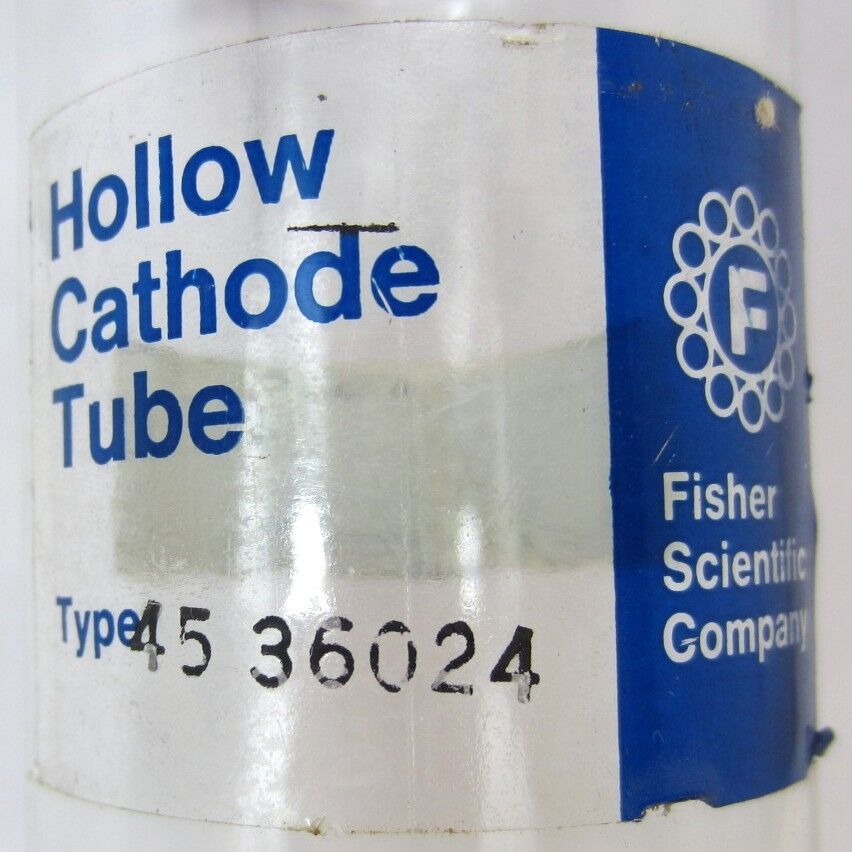 Hollow
Cathode
Tube
Type 45 36024
F
Fisher
Scientific
Company